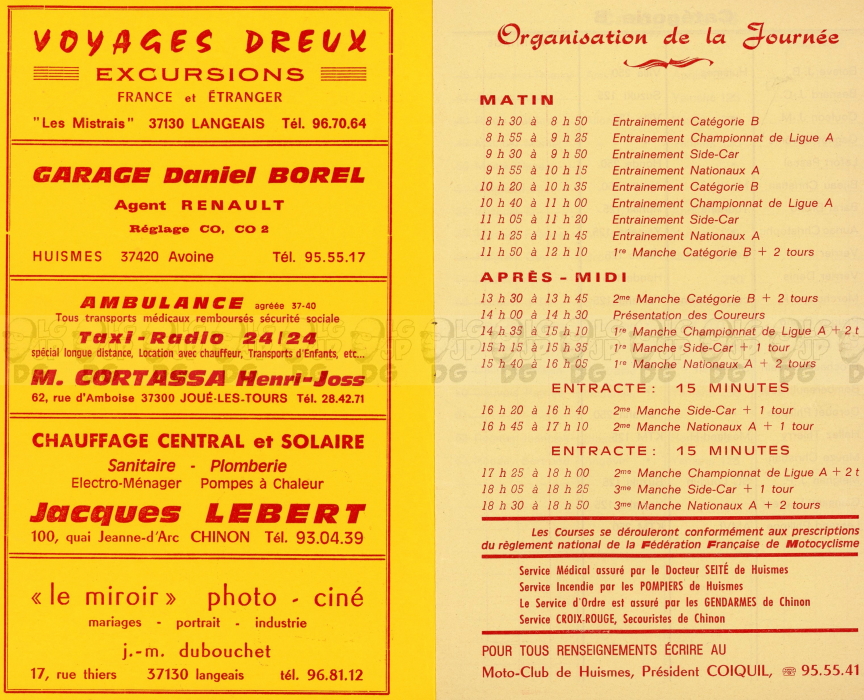 VOYAGES DREUX
EXCURSIONS
FRANCE et ÉTRANGER
"Les Mistrais" 37130 LANGEAIS Tél. 96.70.64
GARAGE Daniel BOREL
Agent RENAULT
Réglage CO, CO 2
HUISMES 37420 Avoine Tél. 95.55.17
AMBULANCE agréée 37-40
Tous transports médicaux remboursés sécurité sociale
Taxi-Radio 24/24
spécial longue distance, Location avec chauffeur, Transports d'Enfants, etc...
M. CORTASSA Henri-Joss
62, rue d'Amboise 37300 JOUÉ-LES-TOURS Tél. 28.42.71
CHAUFFAGE CENTRAL et SOLAIRE
Sanitaire - Plomberie
Electro-Ménager Pompes à Chaleur
Jacques LEBERT
100, quai Jeanne-d'Arc CHINON Tél. 93.04.39
« le miroir » photo - ciné
mariages - portrait - industrie
j.-m. dubouchet
17, rue thiers 37130 langeais tél. 96.81.12
Organisation de la Journée
MATIN
8 h 30 à 8 h 50 Entrainement Catégorie B
8 h 55 à 9 h 25 Entrainement Championnat de Ligue A
9 h 30 à 9 h 50 Entrainement Side-Car
9 h 55 à 10 h 15 Entrainement Nationaux A
10 h 20 à 10 h 35 Entrainement Catégorie B
10 h 40 à 11 h 00 Entrainement Championnat de Ligue A
11 h 05 à 11 h 20 Entrainement Side-Car
11 h 25 à 11 h 45 Entrainement Nationaux A
11 h 50 à 12 h 10 1re Manche Catégorie B + 2 tours
APRÈS - MIDI
13 h 30 à 13 h 45 2me Manche Catégorie B + 2 tours
14 h 00 à 14 h 30 Présentation des Coureurs
14 h 35 à 15 h 10 1re Manche Championnat de Ligue A + 2 t
15 h 15 à 15 h 35 1re Manche Side-Car + 1 tour
15 h 40 à 16 h 05 1re Manche Nationaux A + 2 tours
ENTRACTE : 15 MINUTES
16 h 20 à 16 h 40 2me Manche Side-Car + 1 tour
16 h 45 à 17 h 10 2me Manche Nationaux A + 1 tour
ENTRACTE : 15 MINUTES
17 h 25 à 18 h 00 2me Manche Championnat de Ligue A + 2 t
18 h 05 à 18 h 25 3me Manche Side-Car + 1 tour
18 h 30 à 18 h 50 3me Manche Nationaux A + 2 tours
Les Courses se dérouleront conformément aux prescriptions
du règlement national de la Fédération Française de Motocyclisme
Service Médical assuré par le Docteur SEITÉ de Huismes
Service Incendie par les POMPIERS de Huismes
Le Service d'Ordre est assuré par les GENDARMES de Chinon
Service CROIX-ROUGE, Secouristes de Chinon
POUR TOUS RENSEIGNEMENTS ÉCRIRE AU
Moto-Club de Huismes, Président COIQUIL, ☎ 95.55.41